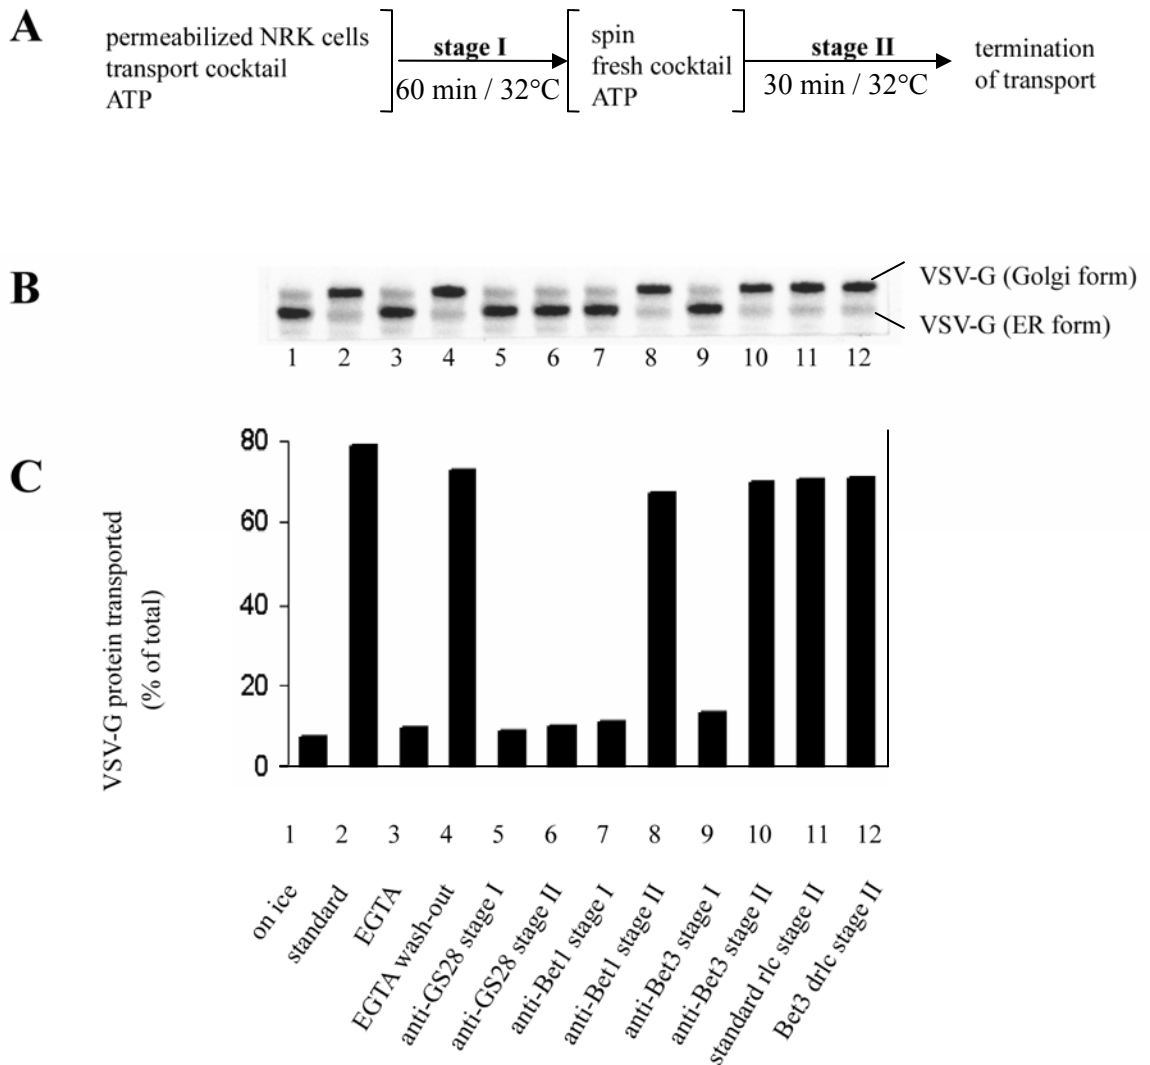 A
permeabilized NRK cells
transport cocktail
ATP
stage I
60 min / 32°C
spin
fresh cocktail
ATP
stage II
30 min / 32°C
termination
of transport
B
VSV-G (Golgi form)
VSV-G (ER form)
1 2 3 4 5 6 7 8 9 10 11 12
C
VSV-G protein transported
(% of total)
80
60
40
20
0
1 2 3 4 5 6 7 8 9 10 11 12
on ice
standard
EGTA
EGTA wash-out
anti-GS28 stage I
anti-GS28 stage II
anti-Bet1 stage I
anti-Bet1 stage II
anti-Bet3 stage I
anti-Bet3 stage II
standard rlc stage II
Bet3 drlc stage II